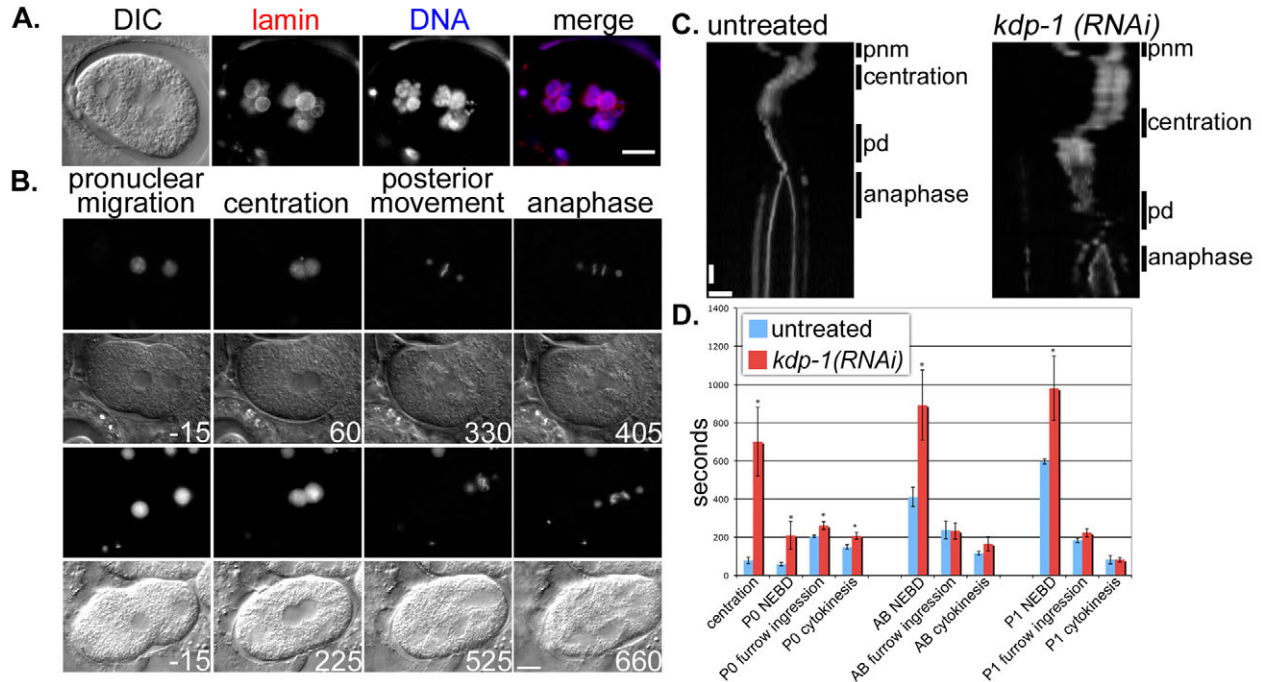 A.
DIC
lamin
DNA
merge
B.
pronuclear
migration
centration
posterior
movement
anaphase
-15
60
330
405
-15
225
525
660
C.
untreated
kdp-1 (RNAi)
pnm
centration
pd
anaphase
pnm
centration
pd
anaphase
D.
1400
1200
1000
800
600
400
200
0
seconds
untreated
kdp-1(RNAi)
*
*
*
*
*
*
centration
P0 NEBD
P0 furrow ingression
P0 cytokinesis
AB NEBD
AB furrow ingression
AB cytokinesis
P1 NEBD
P1 furrow ingression
P1 cytokinesis